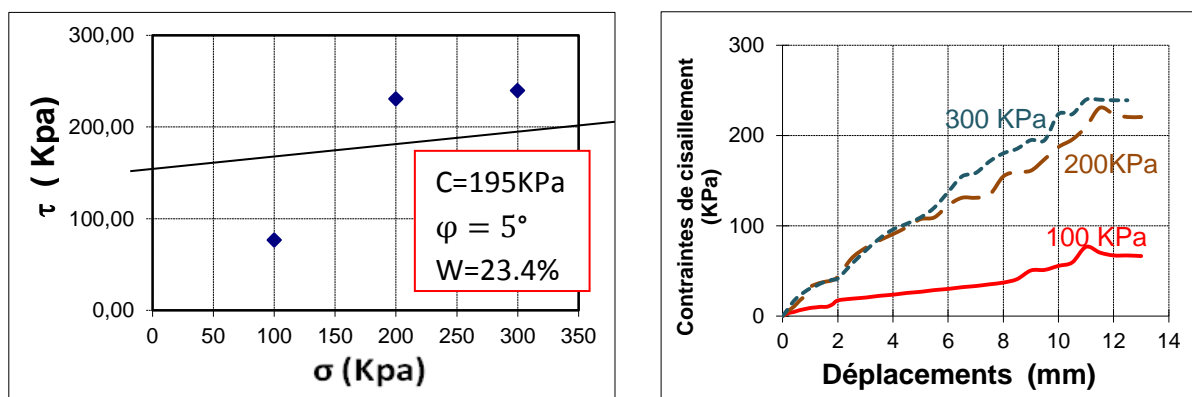 300,00
200,00
100,00
0,00
τ ( Kpa)
C=195KPa
φ = 5°
W=23.4%
0 50 100 150 200 250 300 350
σ (Kpa)
Contraintes de cisaillement
(KPa)
300
200
100
0
300 KPa
200KPa
100 KPa
0 2 4 6 8 10 12 14
Déplacements (mm)